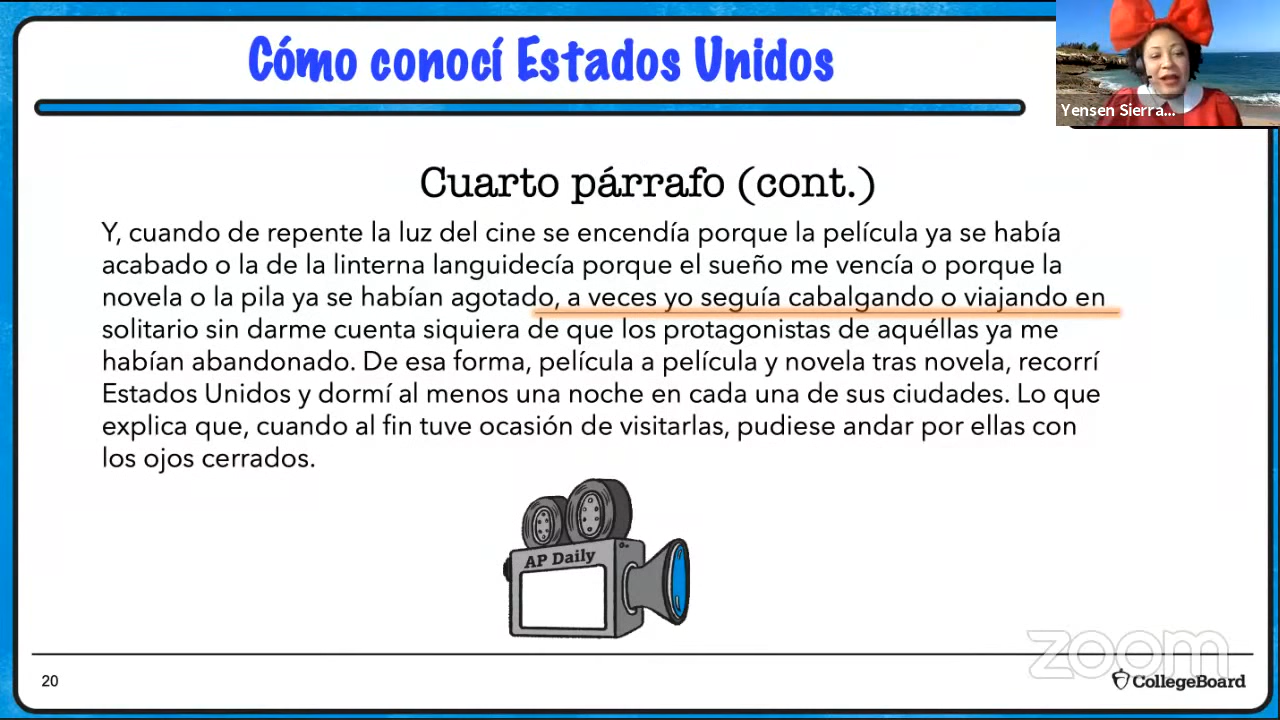 Cómo conocí Estados Unidos
Yensen Sierra...
Cuarto párrafo (cont.)
Y, cuando de repente la luz del cine se encendía porque la película ya se había
acabado o la de la linterna languidecía porque el sueño me vencía o porque la
novela o la pila ya se habían agotado, a veces yo seguía cabalgando o viajando en
solitario sin darme cuenta siquiera de que los protagonistas de aquéllas ya me
habían abandonado. De esa forma, película a película y novela tras novela, recorrí
Estados Unidos y dormí al menos una noche en cada una de sus ciudades. Lo que
explica que, cuando al fin tuve ocasión de visitarlas, pudiese andar por ellas con
los ojos cerrados.
AP Daily
zoom
20
CollegeBoard